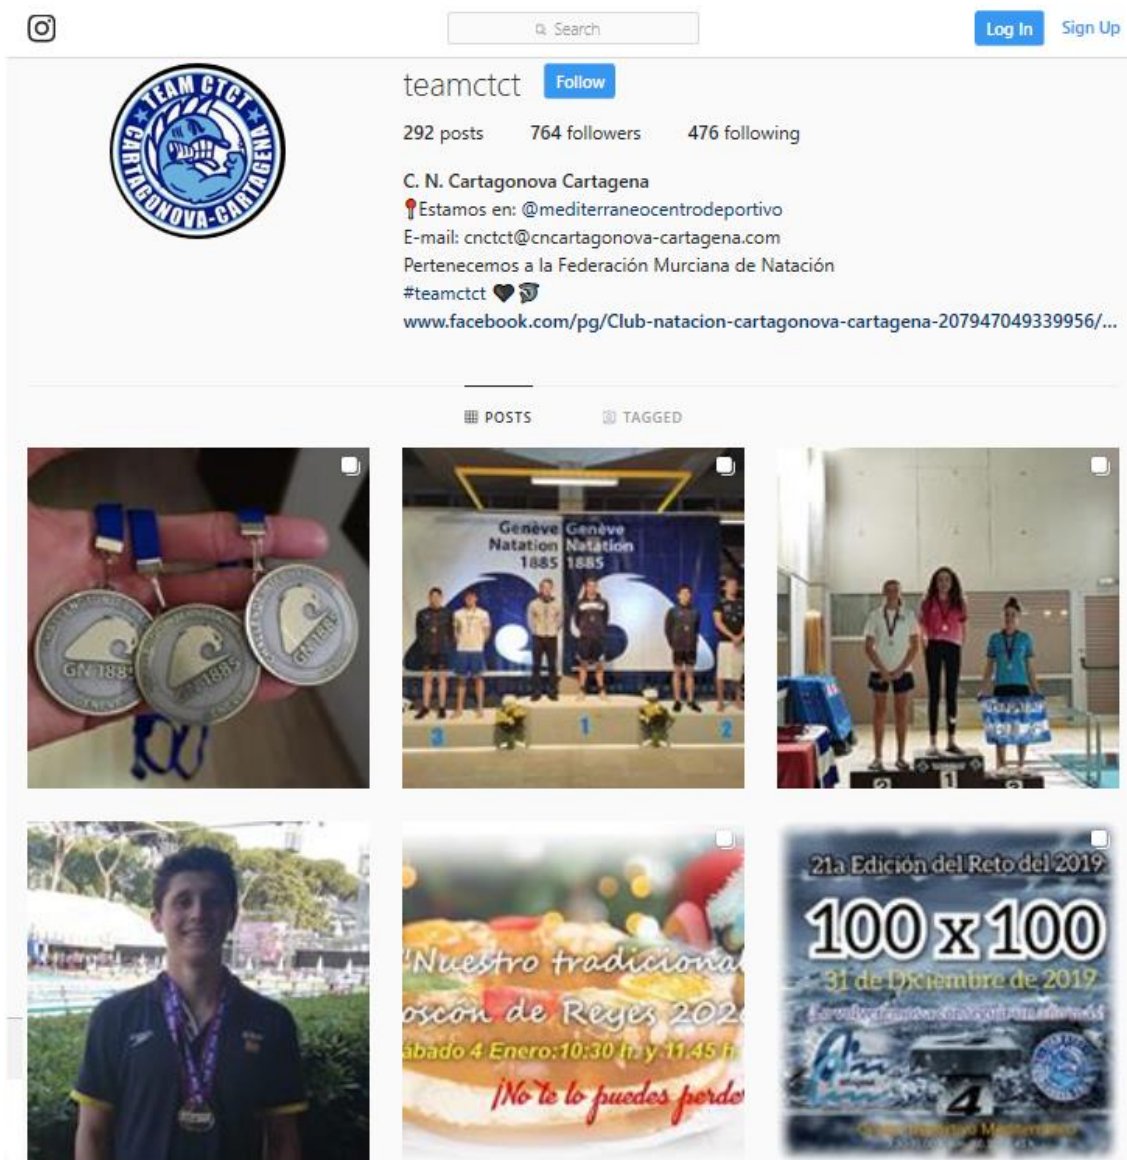 Search
Log In
Sign Up
TEAM CTCT
CARTAGONOVA-CARTAGENA
teamctct
Follow
292 posts
764 followers
476 following
C. N. Cartagonova Cartagena
Estamos en: @mediterraneocentrodeportivo
E-mail: cnctct@cncartagonova-cartagena.com
Pertenecemos a la Federación Murciana de Natación
#teamctct
www.facebook.com/pg/Club-natacion-cartagonova-cartagena-207947049339956/...
POSTS
TAGGED
GN 1885
GN 1885
GN 1885
Genève Genève
Natation Natation
1885 1885
3
1
2
1
"Nuestro tradicional
oscón de Reyes 2020
ábado 4 Enero:10:30 h. y 11.45 h
¡No te lo puedes perder
21a Edición del Reto del 2019
100 x 100
31 de Diciembre de 2019
4